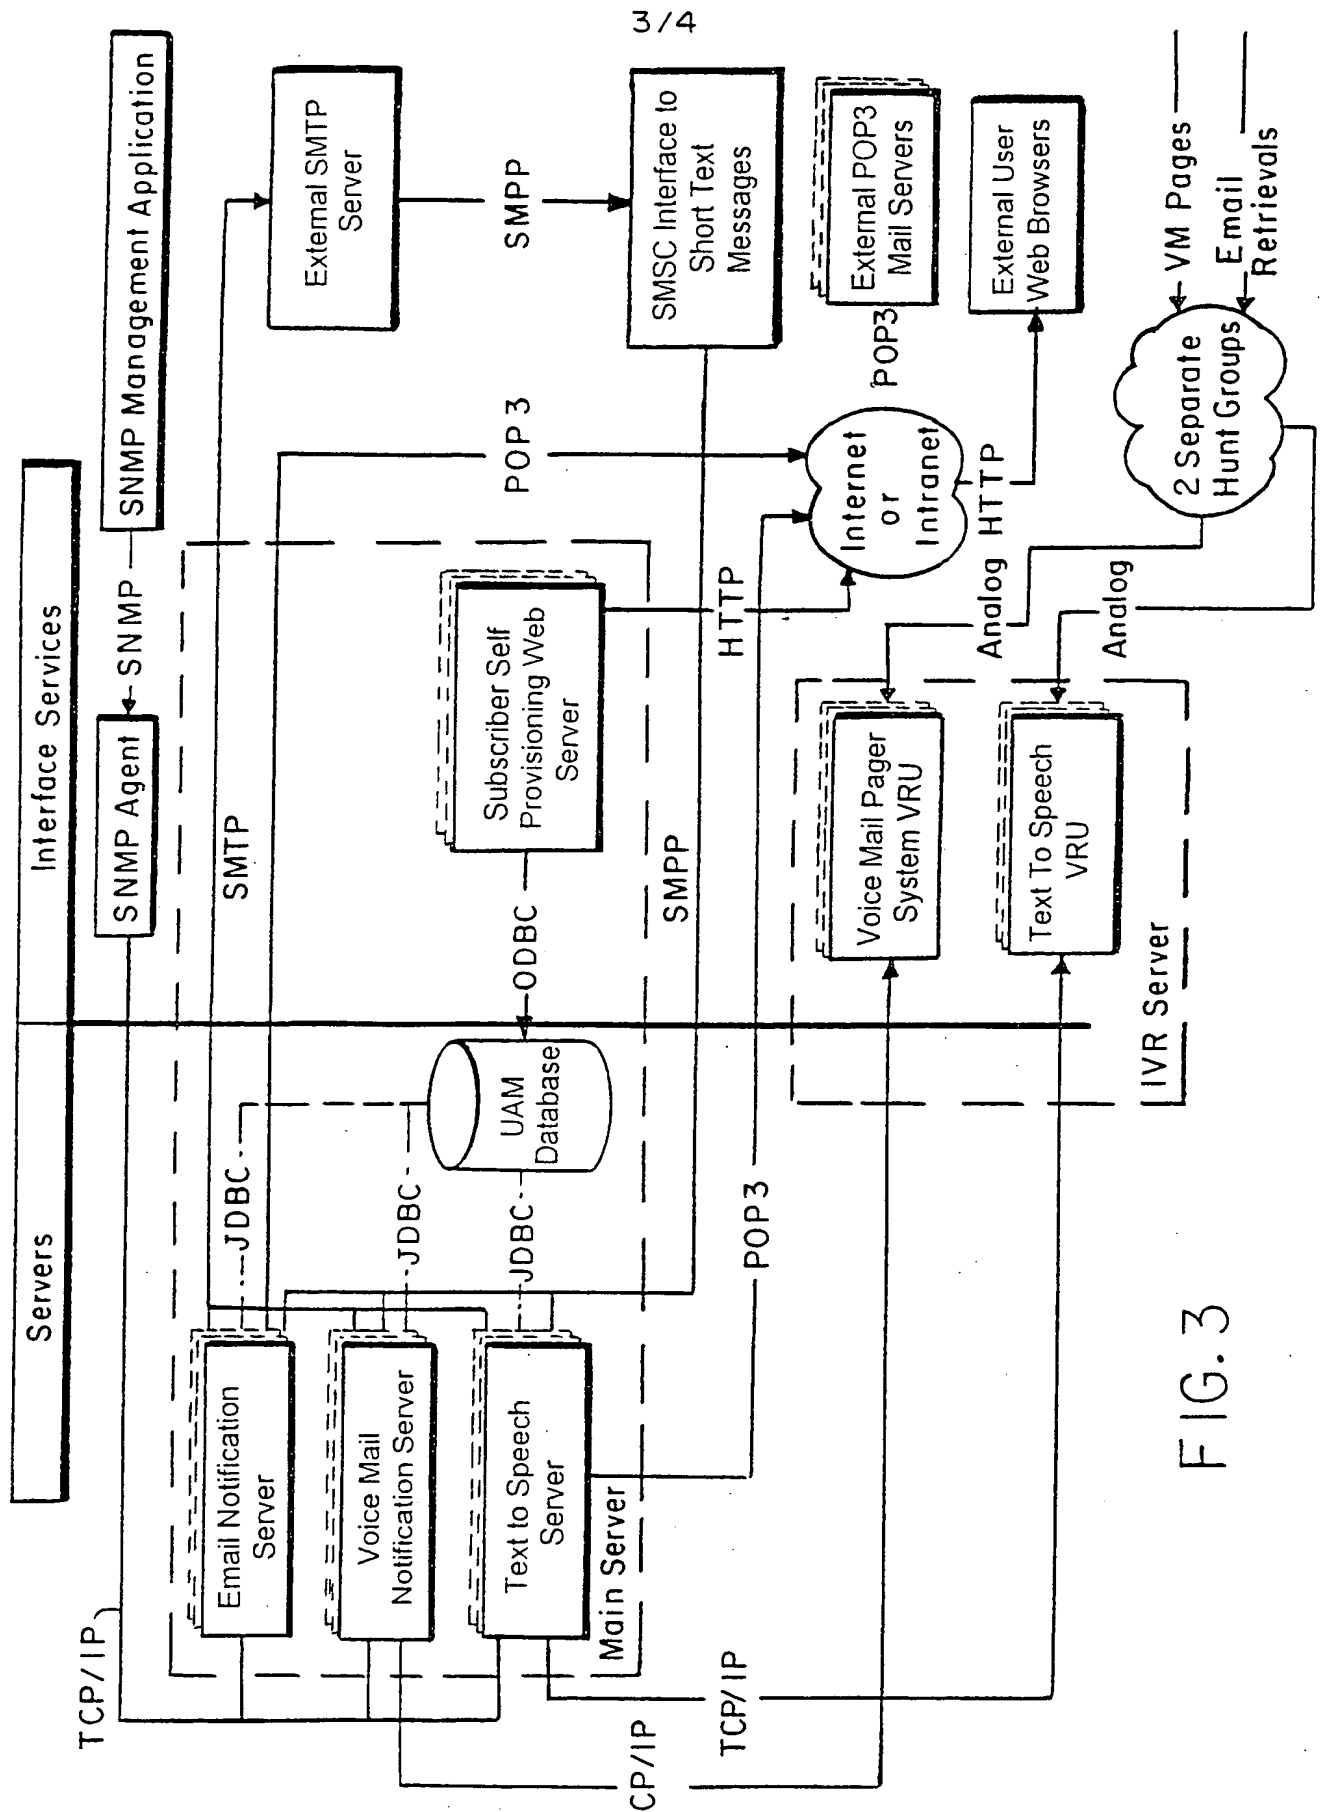 3/4
Servers
Interface Services
TCP/IP
SNMP Agent
SNMP
SNMP Management Application
Email Notification
Server
JDBC
SMTP
External SMTP
Server
Voice Mail
Notification Server
JDBC
POP3
SMPP
Text to Speech
Server
JDBC
UAM
Database
ODBC
Subscriber Self
Provisioning Web
Server
Main Server
SMPP
SMSC Interface to
Short Text
Messages
CP/IP
TCP/IP
POP3
HTTP
Internet
or
Intranet
POP3
External POP3
Mail Servers
HTTP
External User
Web Browsers
Voice Mail Pager
System VRU
Analog
Text To Speech
VRU
Analog
IVR Server
2 Separate
Hunt Groups
VM Pages
Email
Retrievals
FIG.3